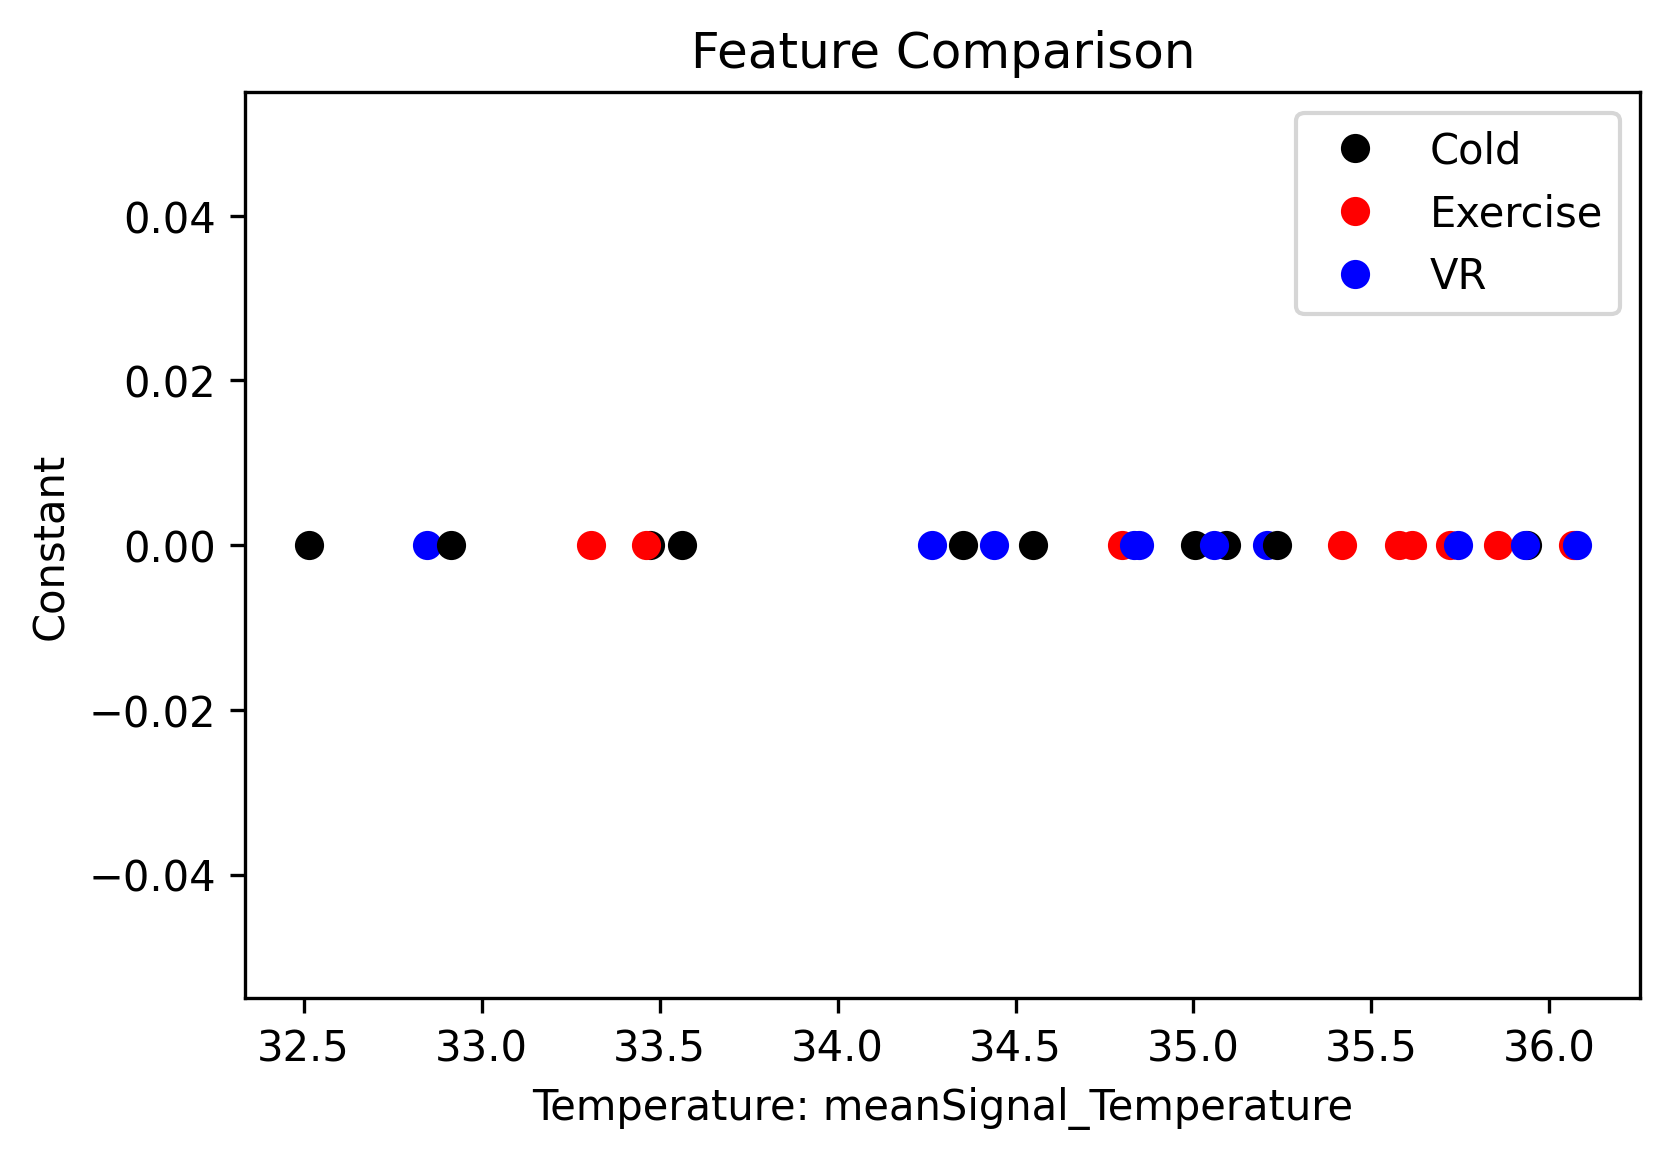 Feature Comparison
Cold
Exercise
VR
0.04
0.02
0.00
−0.02
−0.04
Constant
32.5 33.0 33.5 34.0 34.5 35.0 35.5 36.0
Temperature: meanSignal_Temperature